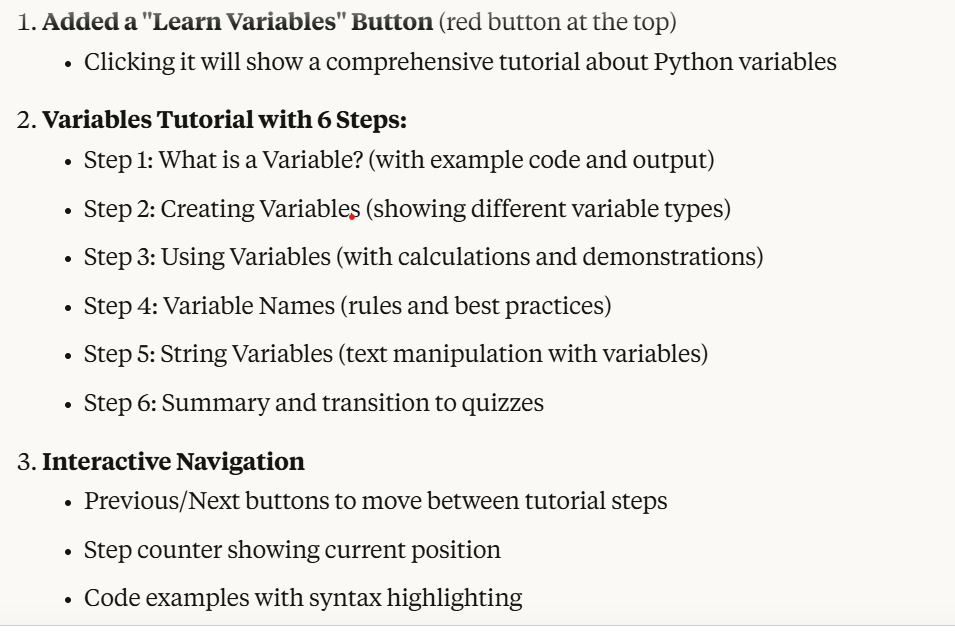 1. Added a "Learn Variables" Button (red button at the top)
• Clicking it will show a comprehensive tutorial about Python variables
2. Variables Tutorial with 6 Steps:
• Step 1: What is a Variable? (with example code and output)
• Step 2: Creating Variables (showing different variable types)
• Step 3: Using Variables (with calculations and demonstrations)
• Step 4: Variable Names (rules and best practices)
• Step 5: String Variables (text manipulation with variables)
• Step 6: Summary and transition to quizzes
3. Interactive Navigation
• Previous/Next buttons to move between tutorial steps
• Step counter showing current position
• Code examples with syntax highlighting